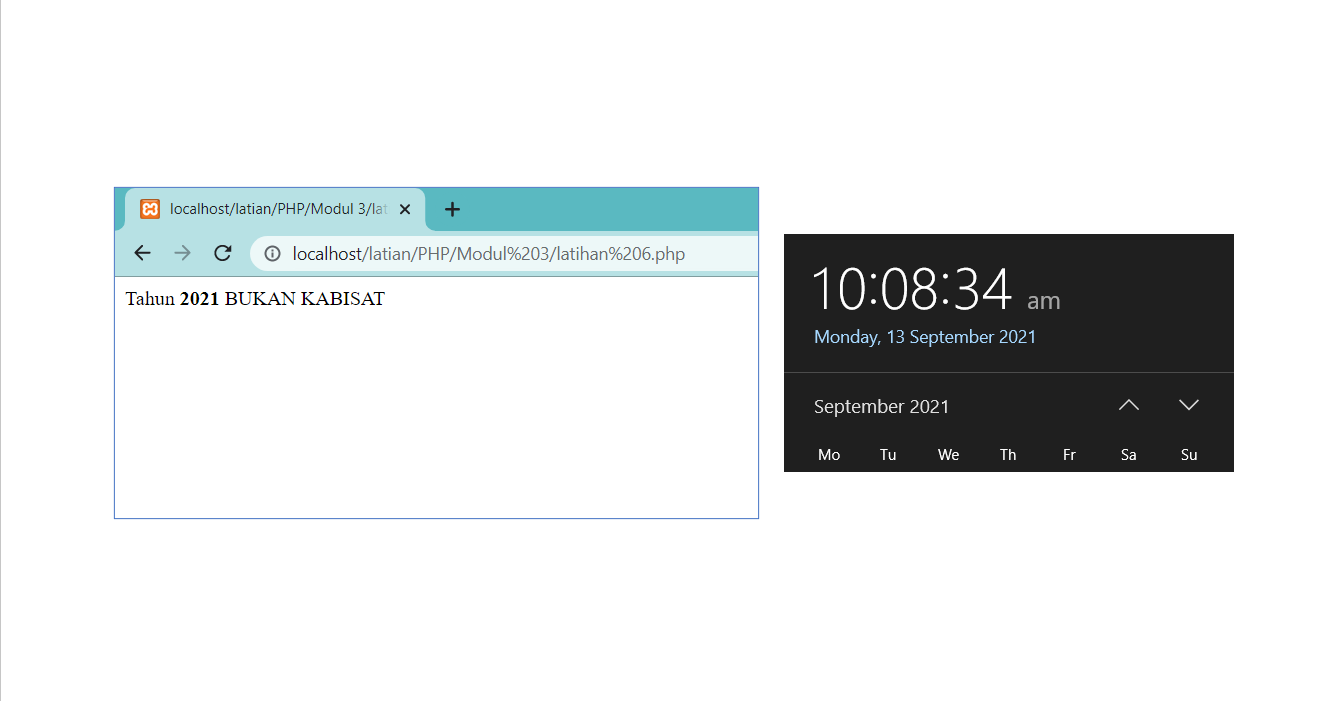 localhost/latian/PHP/Modul 3/lat
localhost/latian/PHP/Modul%203/latihan%206.php
Tahun 2021 BUKAN KABISAT
10:08:34 am
Monday, 13 September 2021
September 2021
Mo Tu We Th Fr Sa Su